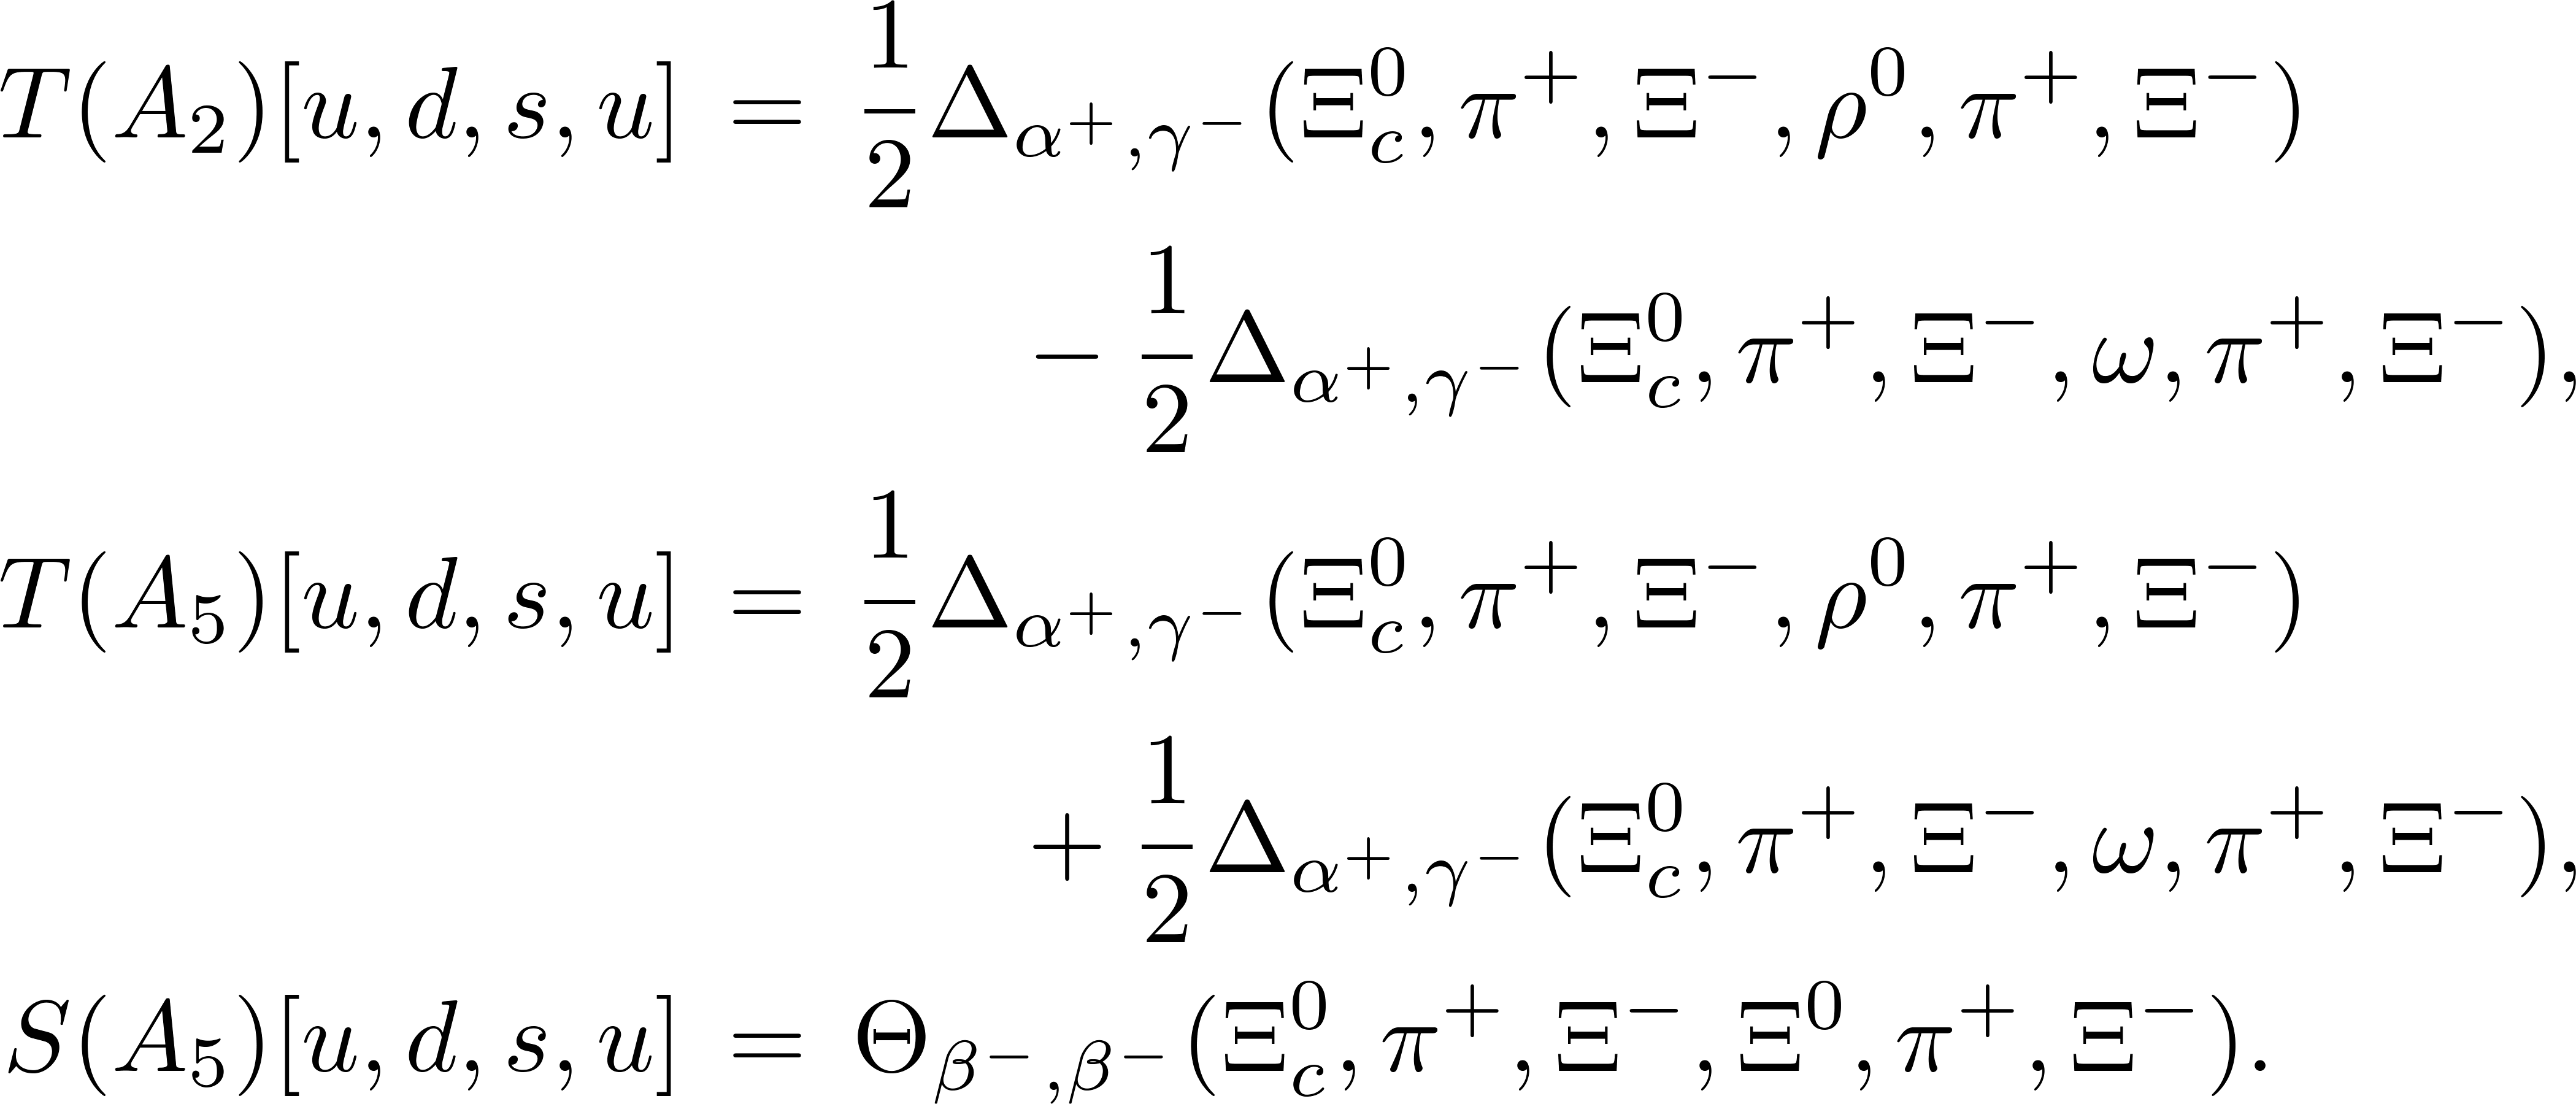 $T(A_2)[u,d,s,u] = \frac{1}{2}\Delta_{\alpha^+,\gamma^-}(\Xi_c^0,\pi^+,\Xi^-,\rho^0,\pi^+,\Xi^-)$
$- \frac{1}{2}\Delta_{\alpha^+,\gamma^-}(\Xi_c^0,\pi^+,\Xi^-,\omega,\pi^+,\Xi^-),$
$T(A_5)[u,d,s,u] = \frac{1}{2}\Delta_{\alpha^+,\gamma^-}(\Xi_c^0,\pi^+,\Xi^-,\rho^0,\pi^+,\Xi^-)$
$+ \frac{1}{2}\Delta_{\alpha^+,\gamma^-}(\Xi_c^0,\pi^+,\Xi^-,\omega,\pi^+,\Xi^-),$
$S(A_5)[u,d,s,u] = \Theta_{\beta^-,\beta^-}(\Xi_c^0,\pi^+,\Xi^-,\Xi^0,\pi^+,\Xi^-).$